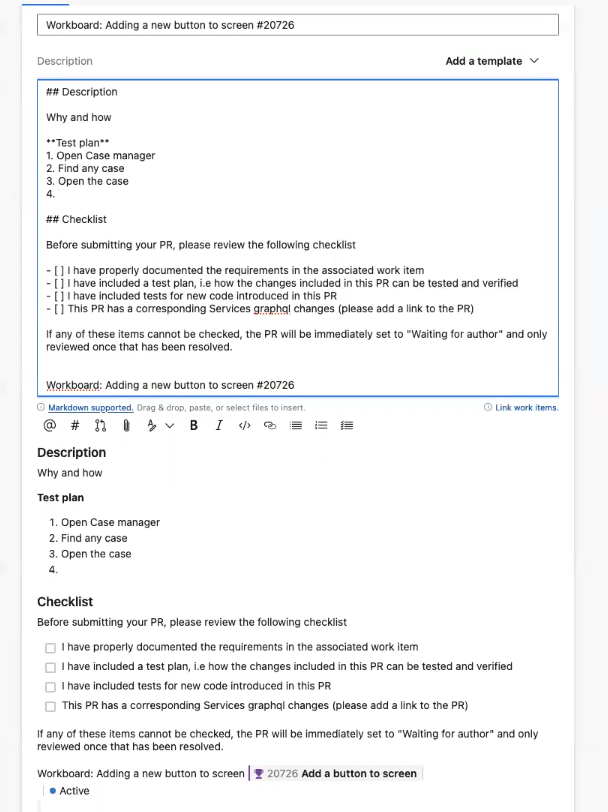 Workboard: Adding a new button to screen #20726
Description
Add a template
## Description
Why and how
**Test plan**
1. Open Case manager
2. Find any case
3. Open the case
4.
## Checklist
Before submitting your PR, please review the following checklist
- [ ] I have properly documented the requirements in the associated work item
- [ ] I have included a test plan, i.e how the changes included in this PR can be tested and verified
- [ ] I have included tests for new code introduced in this PR
- [ ] This PR has a corresponding Services graphql changes (please add a link to the PR)
If any of these items cannot be checked, the PR will be immediately set to "Waiting for author" and only
reviewed once that has been resolved.
Workboard: Adding a new button to screen #20726
Markdown supported. Drag & drop, paste, or select files to insert.
Link work items.
@ # B I </>
Description
Why and how
Test plan
1. Open Case manager
2. Find any case
3. Open the case
4.
Checklist
Before submitting your PR, please review the following checklist
I have properly documented the requirements in the associated work item
I have included a test plan, i.e how the changes included in this PR can be tested and verified
I have included tests for new code introduced in this PR
This PR has a corresponding Services graphql changes (please add a link to the PR)
If any of these items cannot be checked, the PR will be immediately set to "Waiting for author" and only
reviewed once that has been resolved.
Workboard: Adding a new button to screen 20726 Add a button to screen
Active